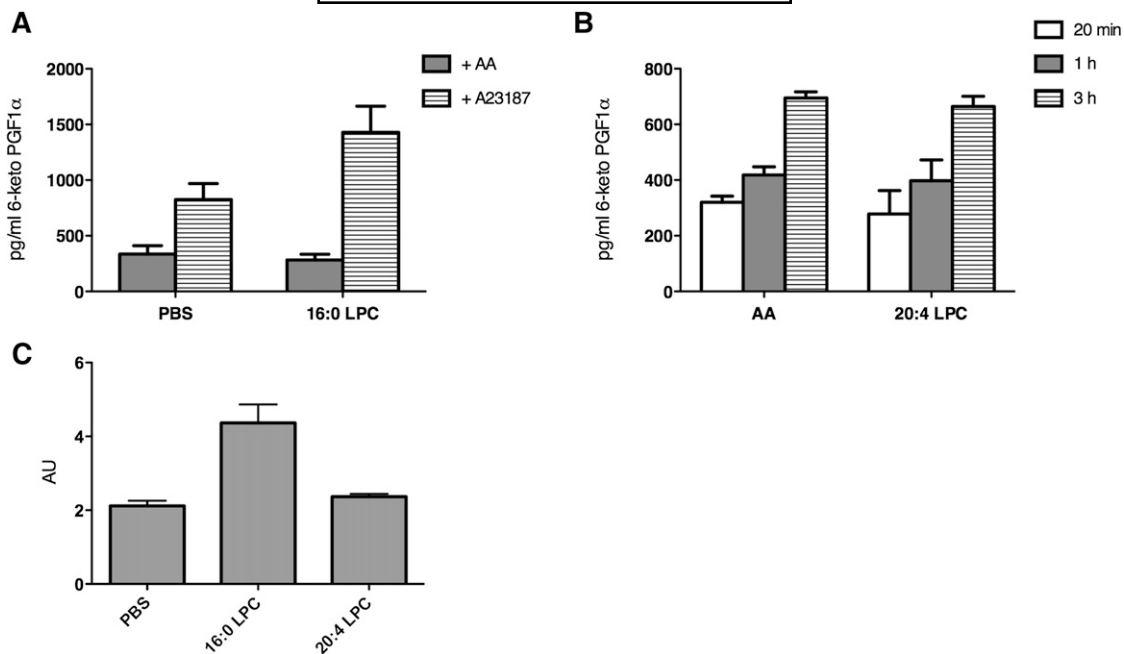 A
+ AA
+ A23187
pg/ml 6-keto PGF1α
2000
1500
1000
500
0
PBS
16:0 LPC
B
20 min
1 h
3 h
pg/ml 6-keto PGF1α
800
600
400
200
0
AA
20:4 LPC
C
AU
6
4
2
0
PBS
16:0 LPC
20:4 LPC